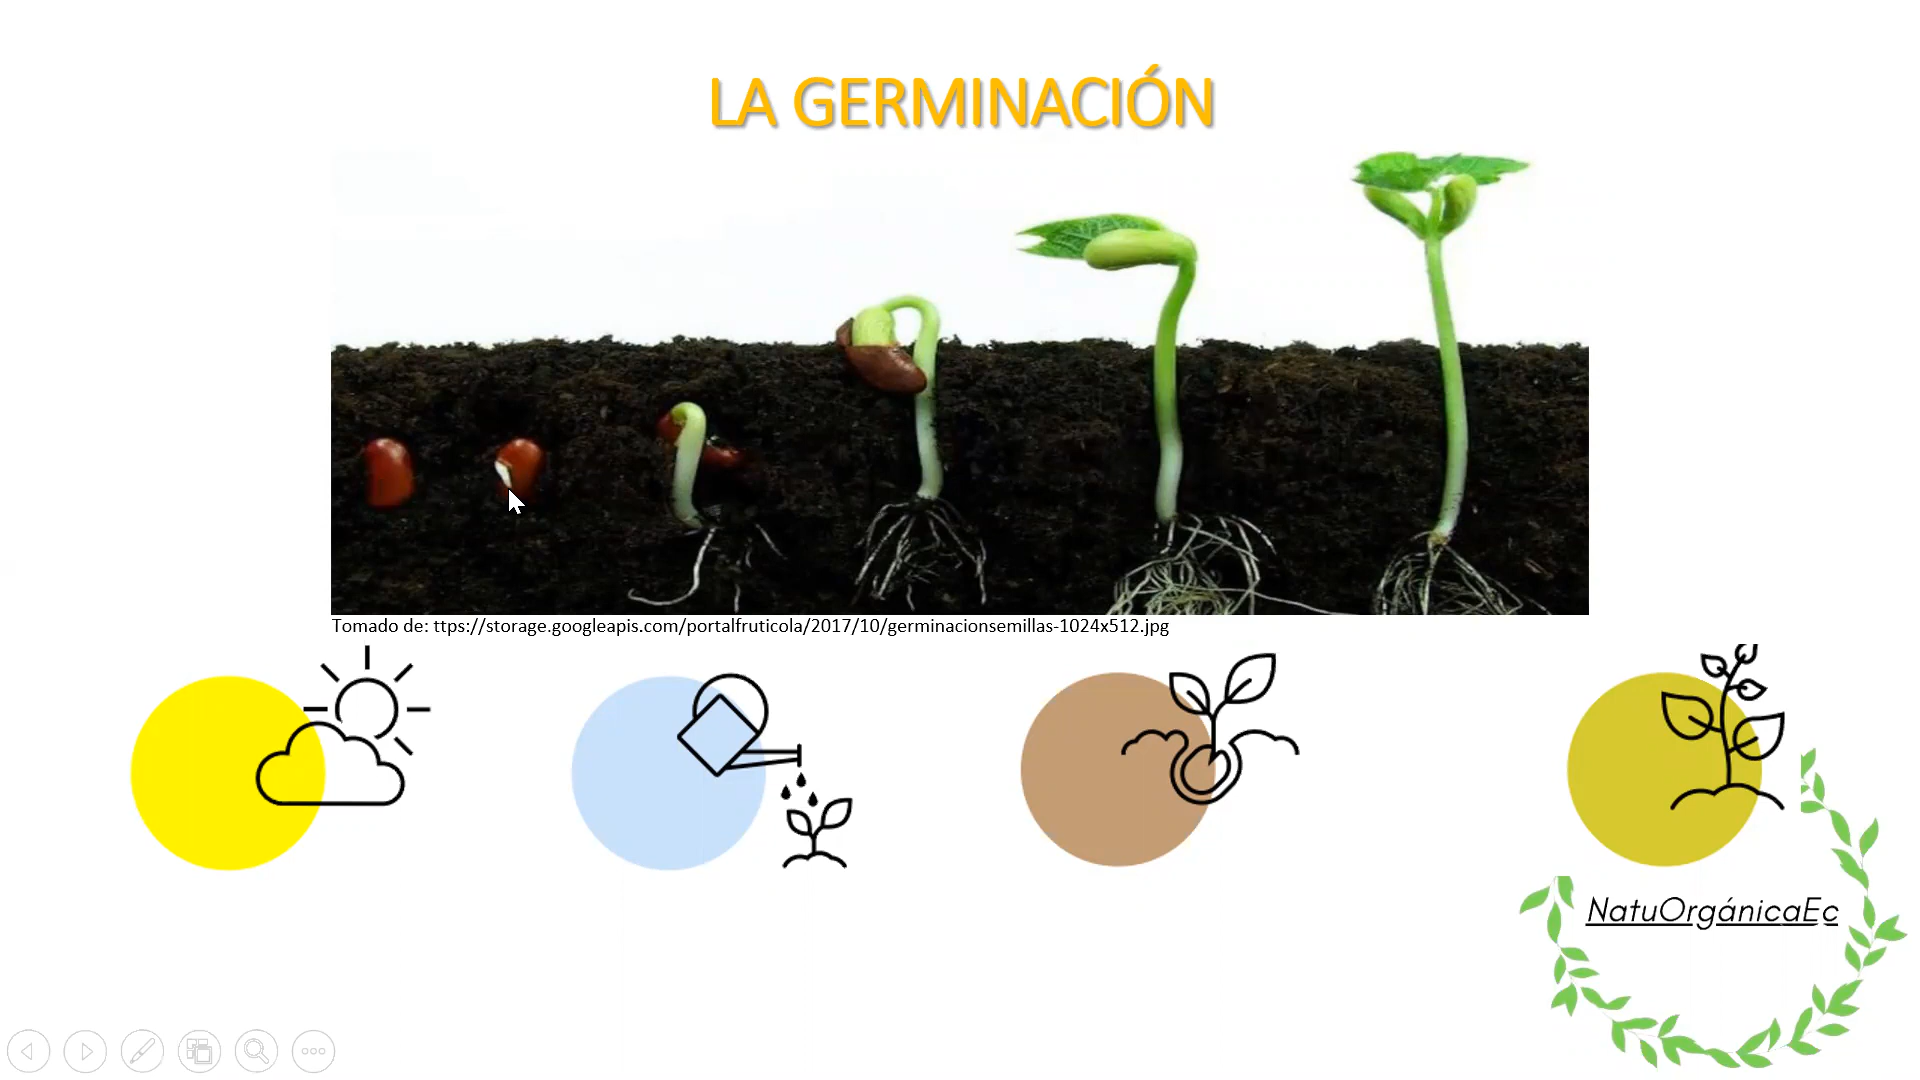 LA GERMINACIÓN
Tomado de: ttps://storage.googleapis.com/portalfruticola/2017/10/germinacionsemillas-1024x512.jpg
NatuOrgánicaEc